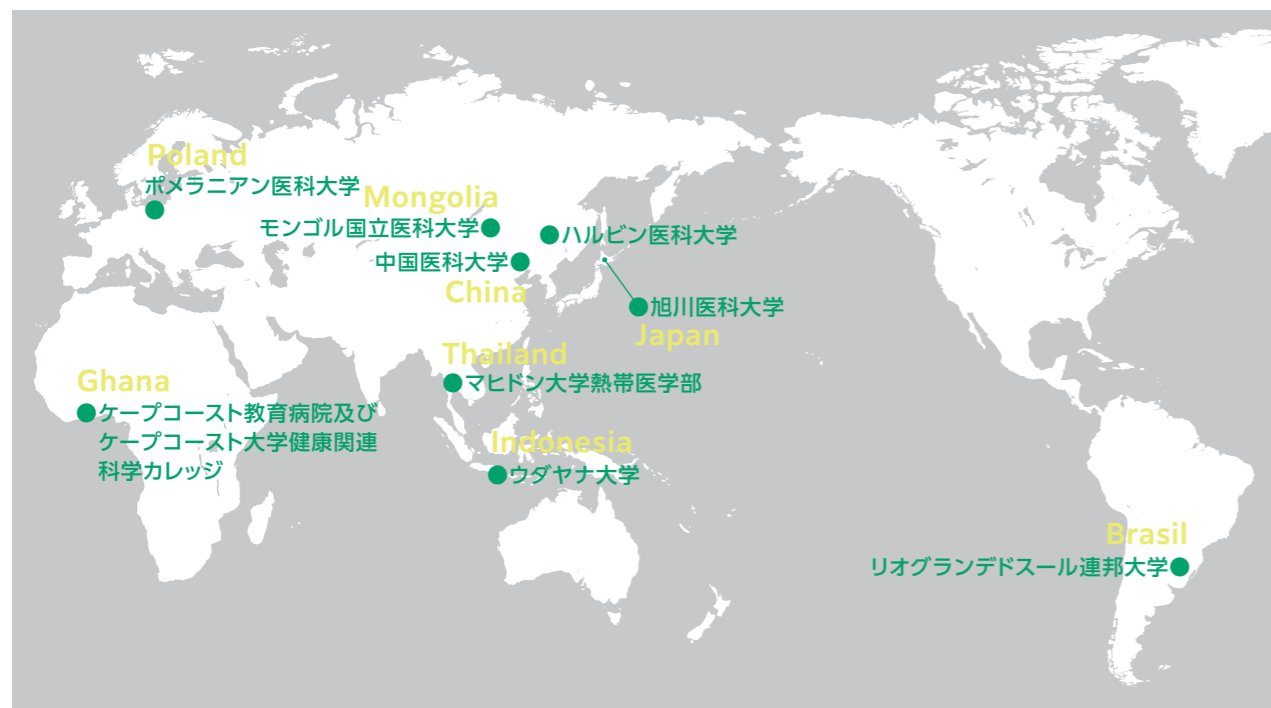 Poland
ポメラニアン医科大学
Mongolia
モンゴル国立医科大学
ハルビン医科大学
中国医科大学
China
旭川医科大学
Japan
Thailand
マヒドン大学熱帯医学部
Ghana
ケープコースト教育病院及び
ケープコースト大学健康関連
科学カレッジ
Indonesia
ウダヤナ大学
Brasil
リオグランデドスール連邦大学